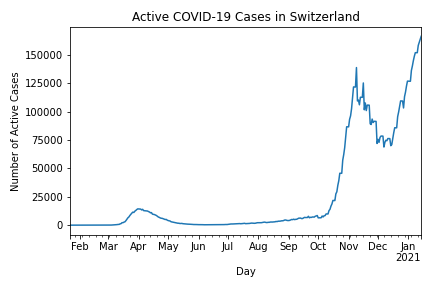 Active COVID-19 Cases in Switzerland
Number of Active Cases
150000
125000
100000
75000
50000
25000
0
Feb Mar Apr May Jun Jul Aug Sep Oct Nov Dec Jan
2021
Day